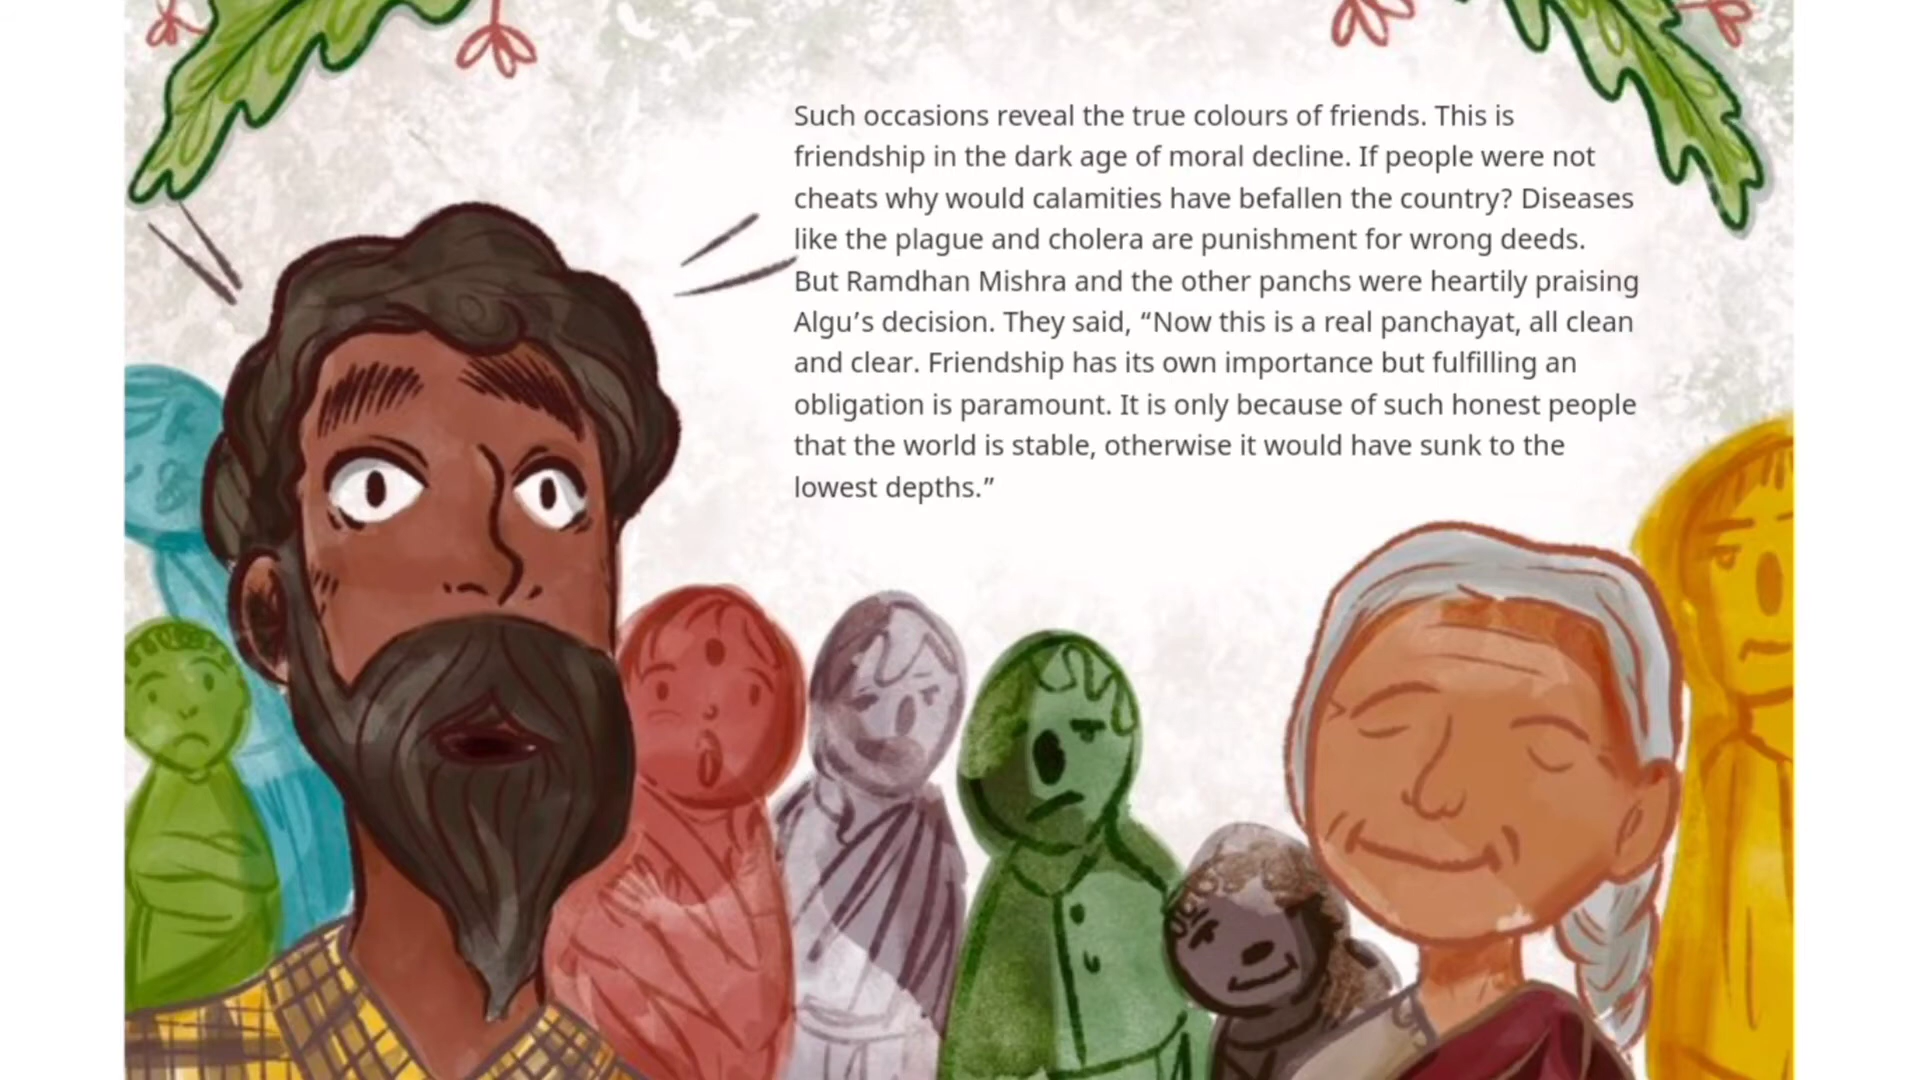 Such occasions reveal the true colours of friends. This is
friendship in the dark age of moral decline. If people were not
cheats why would calamities have befallen the country? Diseases
like the plague and cholera are punishment for wrong deeds.
But Ramdhan Mishra and the other panchs were heartily praising
Algu’s decision. They said, “Now this is a real panchayat, all clean
and clear. Friendship has its own importance but fulfilling an
obligation is paramount. It is only because of such honest people
that the world is stable, otherwise it would have sunk to the
lowest depths.”